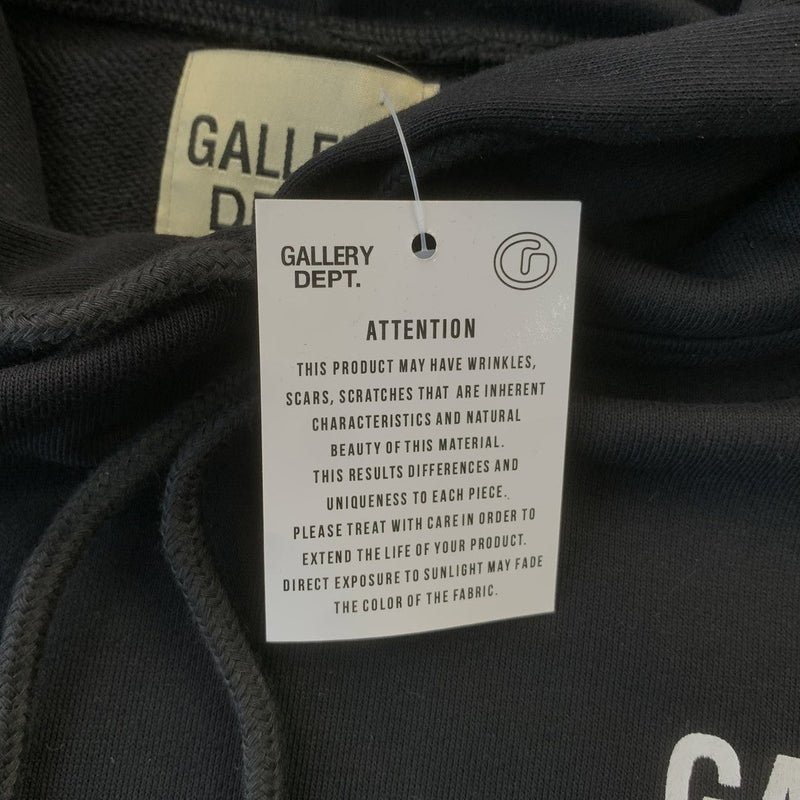 GALLERY
DEPT.
ATTENTION
THIS PRODUCT MAY HAVE WRINKLES,
SCARS, SCRATCHES THAT ARE INHERENT
CHARACTERISTICS AND NATURAL
BEAUTY OF THIS MATERIAL.
THIS RESULTS DIFFERENCES AND
UNIQUENESS TO EACH PIECE.
PLEASE TREAT WITH CARE IN ORDER TO
EXTEND THE LIFE OF YOUR PRODUCT.
DIRECT EXPOSURE TO SUNLIGHT MAY FADE
THE COLOR OF THE FABRIC.